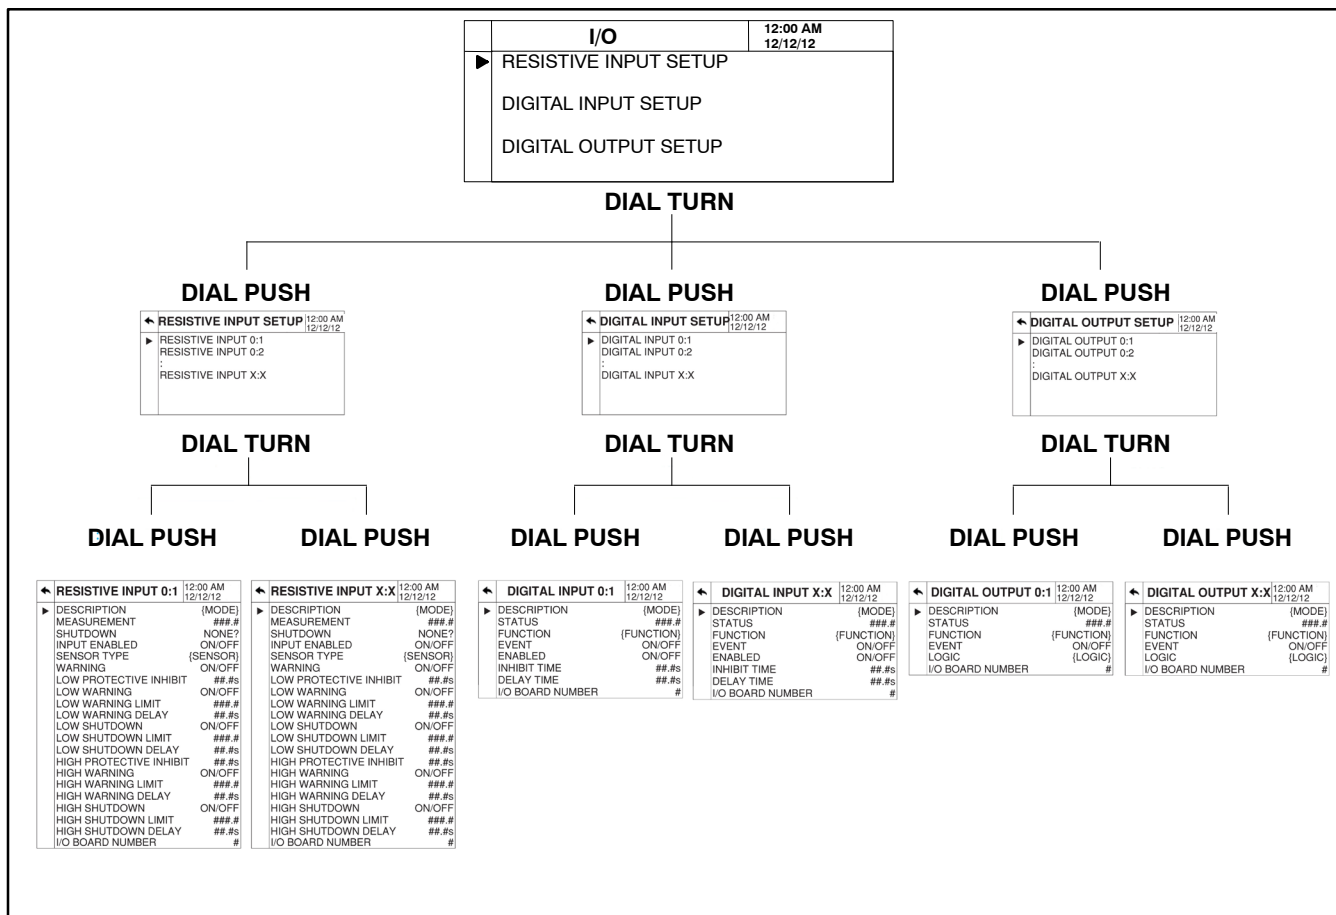 I/O 12:00 AM
12/12/12
RESISTIVE INPUT SETUP
DIGITAL INPUT SETUP
DIGITAL OUTPUT SETUP
DIAL TURN
DIAL PUSH
DIAL PUSH
DIAL PUSH
RESISTIVE INPUT SETUP 12:00 AM
12/12/12
RESISTIVE INPUT 0:1
RESISTIVE INPUT 0:2
:
RESISTIVE INPUT X:X
DIGITAL INPUT SETUP 12:00 AM
12/12/12
DIGITAL INPUT 0:1
DIGITAL INPUT 0:2
:
DIGITAL INPUT X:X
DIGITAL OUTPUT SETUP 12:00 AM
12/12/12
DIGITAL OUTPUT 0:1
DIGITAL OUTPUT 0:2
:
DIGITAL OUTPUT X:X
DIAL TURN
DIAL TURN
DIAL TURN
DIAL PUSH
DIAL PUSH
DIAL PUSH
DIAL PUSH
DIAL PUSH
DIAL PUSH
RESISTIVE INPUT 0:1 12:00 AM
12/12/12
DESCRIPTION {MODE}
MEASUREMENT ###.#
SHUTDOWN NONE?
INPUT ENABLED ON/OFF
SENSOR TYPE {SENSOR}
WARNING ON/OFF
LOW PROTECTIVE INHIBIT ##.#s
LOW WARNING ON/OFF
LOW WARNING LIMIT ###.#
LOW WARNING DELAY ##.#s
LOW SHUTDOWN ON/OFF
LOW SHUTDOWN LIMIT ###.#
LOW SHUTDOWN DELAY ##.#s
HIGH PROTECTIVE INHIBIT ##.#s
HIGH WARNING ON/OFF
HIGH WARNING LIMIT ###.#
HIGH WARNING DELAY ##.#s
HIGH SHUTDOWN ON/OFF
HIGH SHUTDOWN LIMIT ###.#
HIGH SHUTDOWN DELAY ##.#s
I/O BOARD NUMBER #
RESISTIVE INPUT X:X 12:00 AM
12/12/12
DESCRIPTION {MODE}
MEASUREMENT ###.#
SHUTDOWN NONE?
INPUT ENABLED ON/OFF
SENSOR TYPE {SENSOR}
WARNING ON/OFF
LOW PROTECTIVE INHIBIT ##.#s
LOW WARNING ON/OFF
LOW WARNING LIMIT ###.#
LOW WARNING DELAY ##.#s
LOW SHUTDOWN ON/OFF
LOW SHUTDOWN LIMIT ###.#
LOW SHUTDOWN DELAY ##.#s
HIGH PROTECTIVE INHIBIT ##.#s
HIGH WARNING ON/OFF
HIGH WARNING LIMIT ###.#
HIGH WARNING DELAY ##.#s
HIGH SHUTDOWN ON/OFF
HIGH SHUTDOWN LIMIT ###.#
HIGH SHUTDOWN DELAY ##.#s
I/O BOARD NUMBER #
DIGITAL INPUT 0:1 12:00 AM
12/12/12
DESCRIPTION {MODE}
STATUS ###.#
FUNCTION {FUNCTION}
EVENT ON/OFF
ENABLED ON/OFF
INHIBIT TIME ##.#s
DELAY TIME ##.#s
I/O BOARD NUMBER #
DIGITAL INPUT X:X 12:00 AM
12/12/12
DESCRIPTION {MODE}
STATUS ###.#
FUNCTION {FUNCTION}
EVENT ON/OFF
ENABLED ON/OFF
INHIBIT TIME ##.#s
DELAY TIME ##.#s
I/O BOARD NUMBER #
DIGITAL OUTPUT 0:1 12:00 AM
12/12/12
DESCRIPTION {MODE}
STATUS ###.#
FUNCTION {FUNCTION}
EVENT ON/OFF
LOGIC {LOGIC}
I/O BOARD NUMBER #
DIGITAL OUTPUT X:X 12:00 AM
12/12/12
DESCRIPTION {MODE}
STATUS ###.#
FUNCTION {FUNCTION}
EVENT ON/OFF
LOGIC {LOGIC}
I/O BOARD NUMBER #